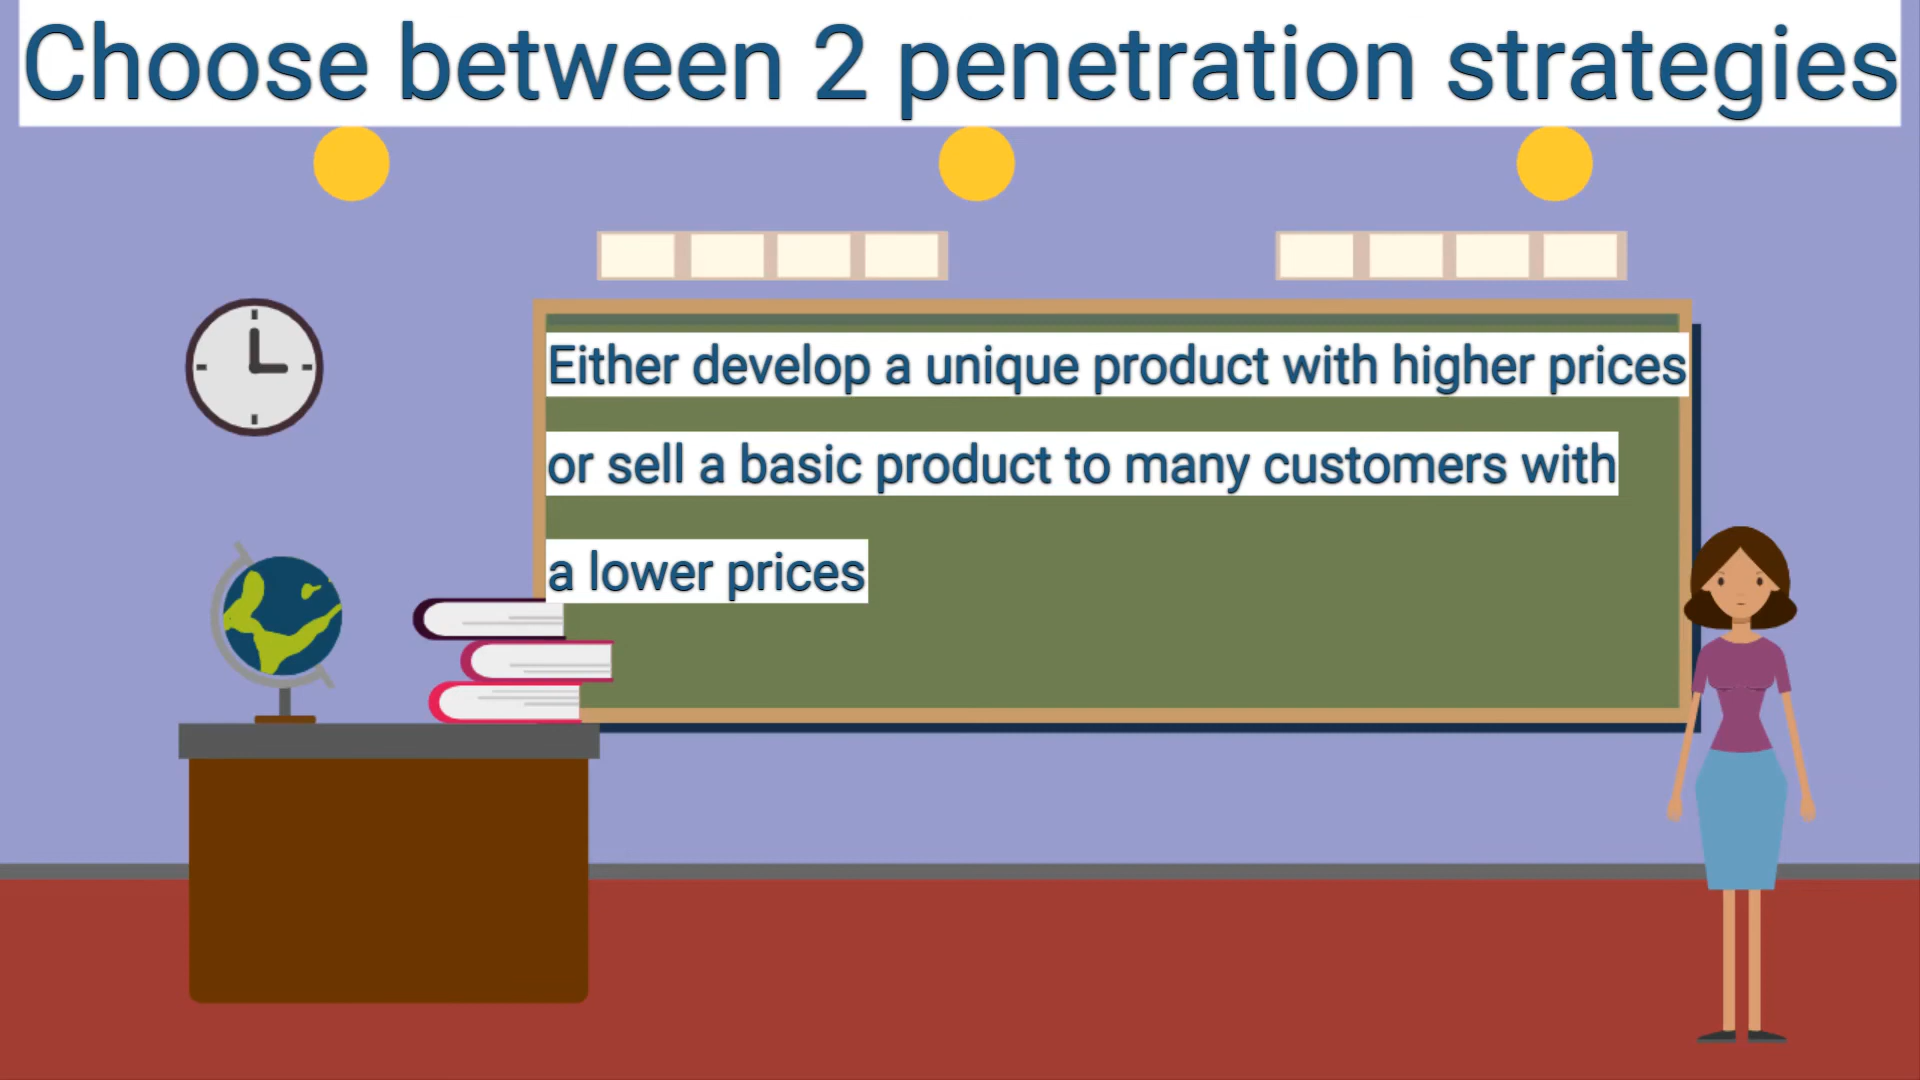 Choose between 2 penetration strategies
Either develop a unique product with higher prices
or sell a basic product to many customers with
a lower prices